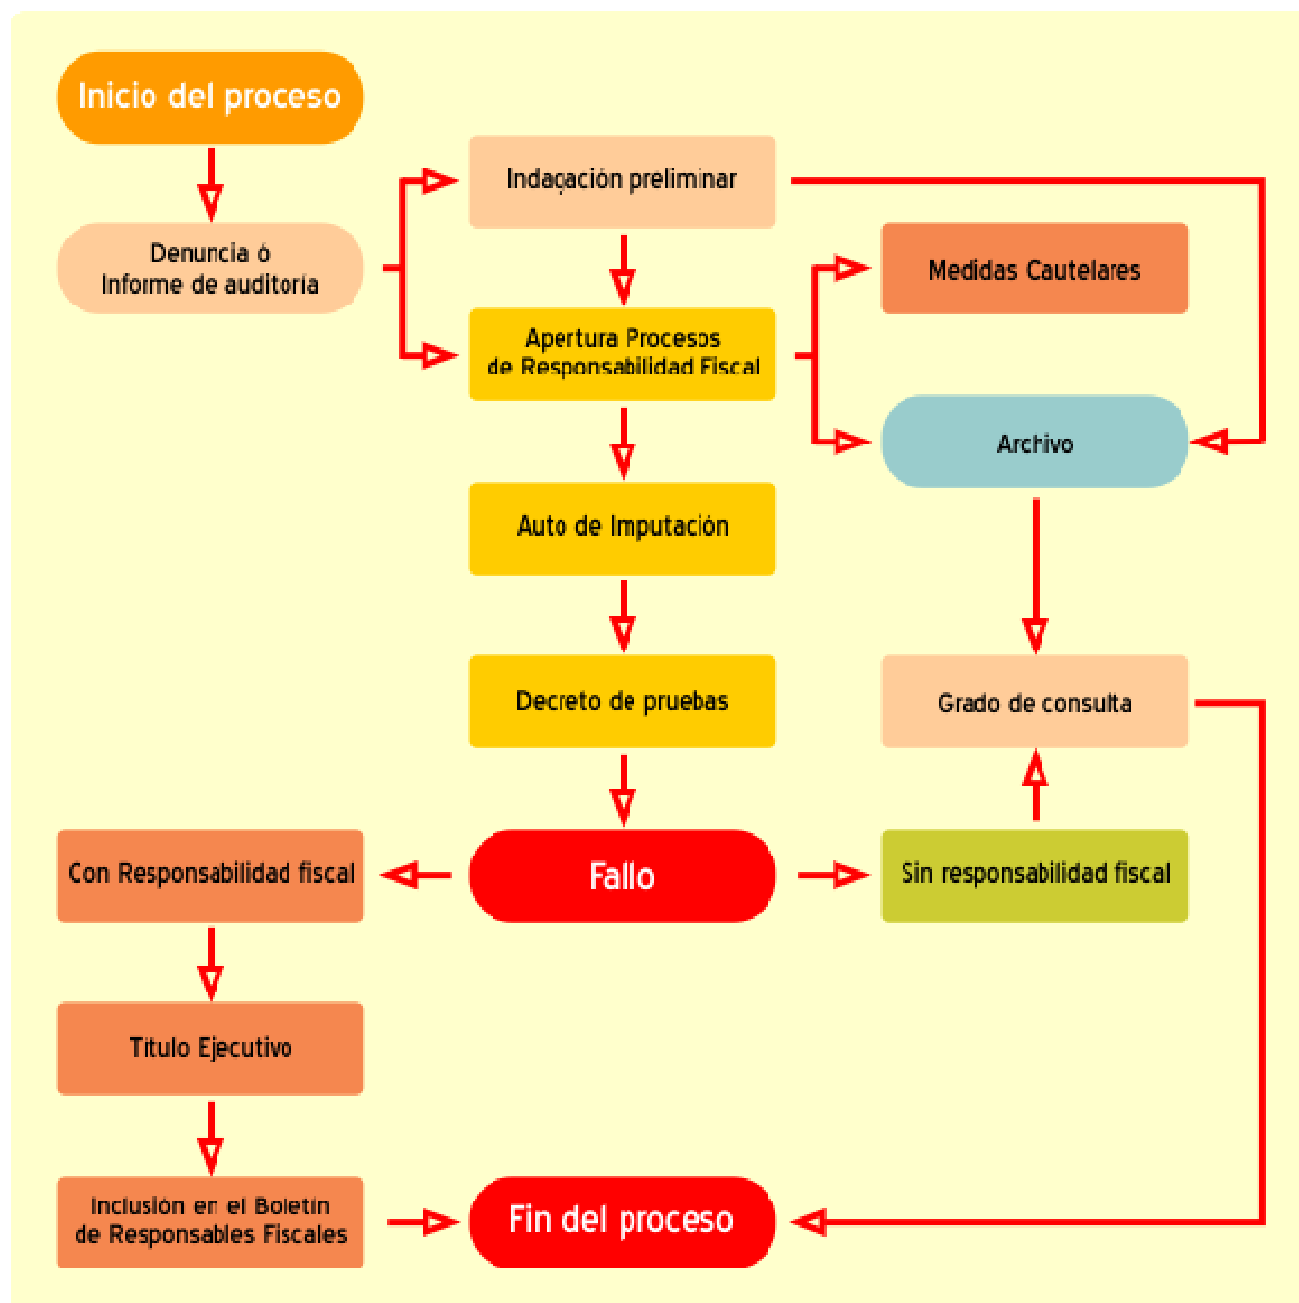 Inicio del proceso
Denuncia ó
Informe de auditoría
Indagación preliminar
Apertura Procesos
de Responsabilidad Fiscal
Medidas Cautelares
Archivo
Auto de Imputación
Decreto de pruebas
Grado de consulta
Con Responsabilidad fiscal
Fallo
Sin responsabilidad fiscal
Título Ejecutivo
Inclusión en el Boletín
de Responsables Fiscales
Fin del proceso